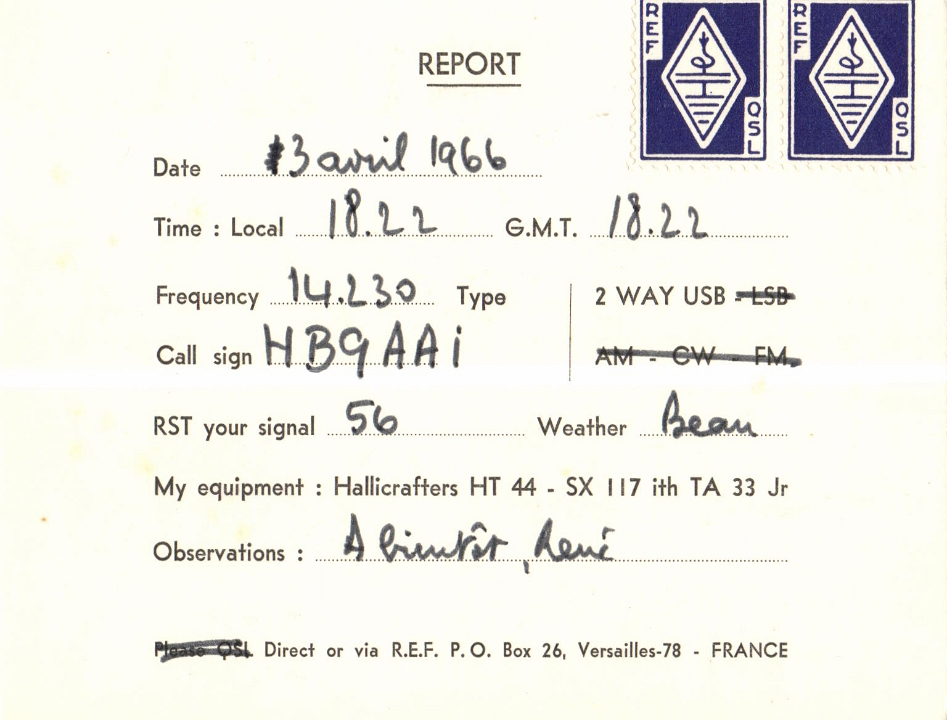 REF QSL REF QSL
REPORT
Date 3 avril 1966
Time : Local 18.22 G.M.T. 18.22
Frequency 14.230 Type 2 WAY USB - LSB
Call sign HB9AAi AM - CW - FM
RST your signal 56 Weather Beau
My equipment : Hallicrafters HT 44 - SX 117 ith TA 33 Jr
Observations : A bientôt, René
Please QSL Direct or via R.E.F. P.O. Box 26, Versailles-78 - FRANCE